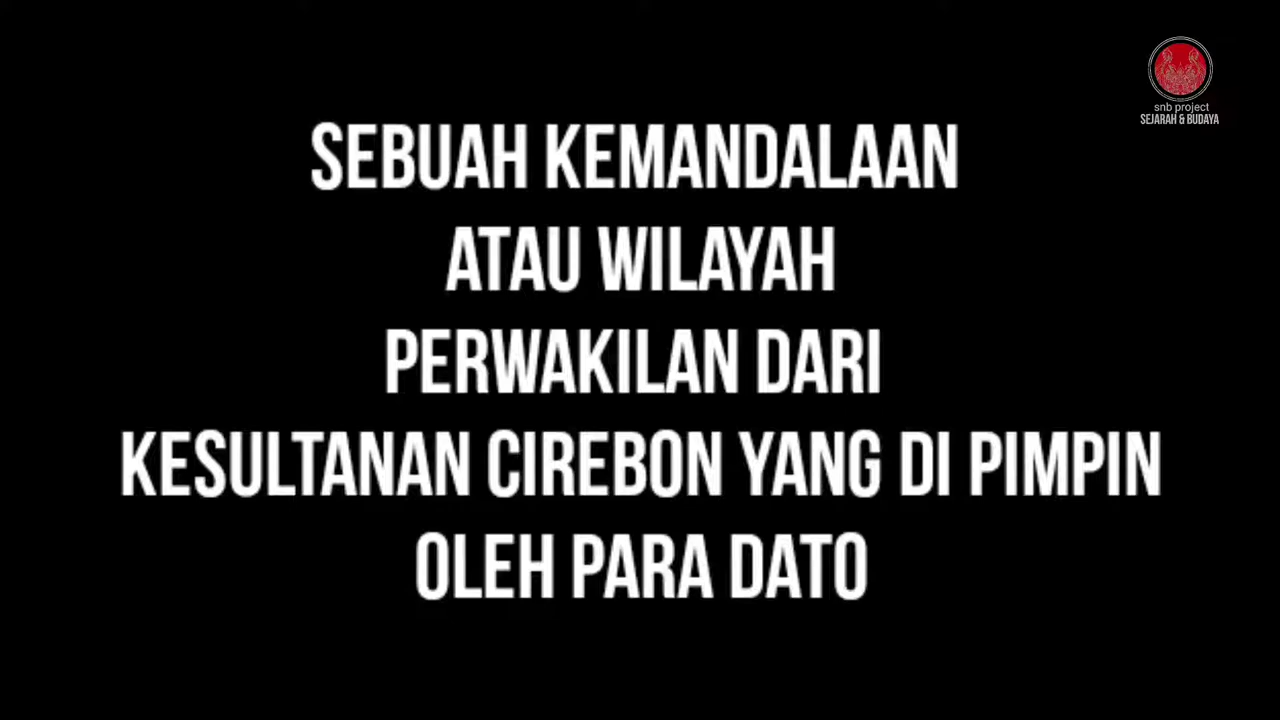 snb project
SEJARAH & BUDAYA
SEBUAH KEMANDALAAN
ATAU WILAYAH
PERWAKILAN DARI
KESULTANAN CIREBON YANG DI PIMPIN
OLEH PARA DATO